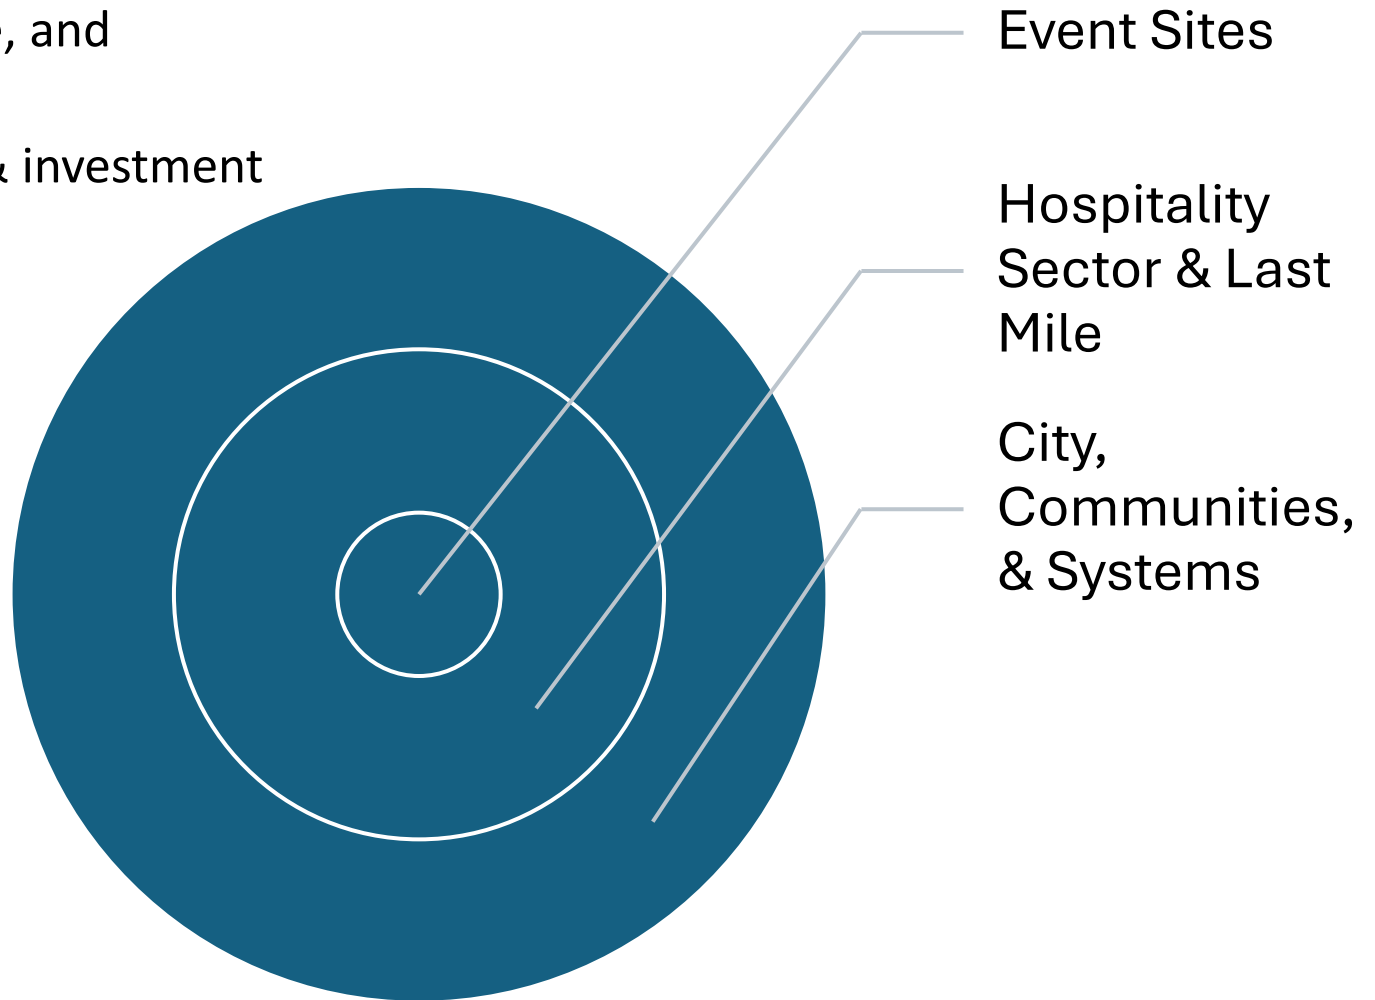 , and
& investment
Event Sites
Hospitality
Sector & Last
Mile
City,
Communities,
& Systems